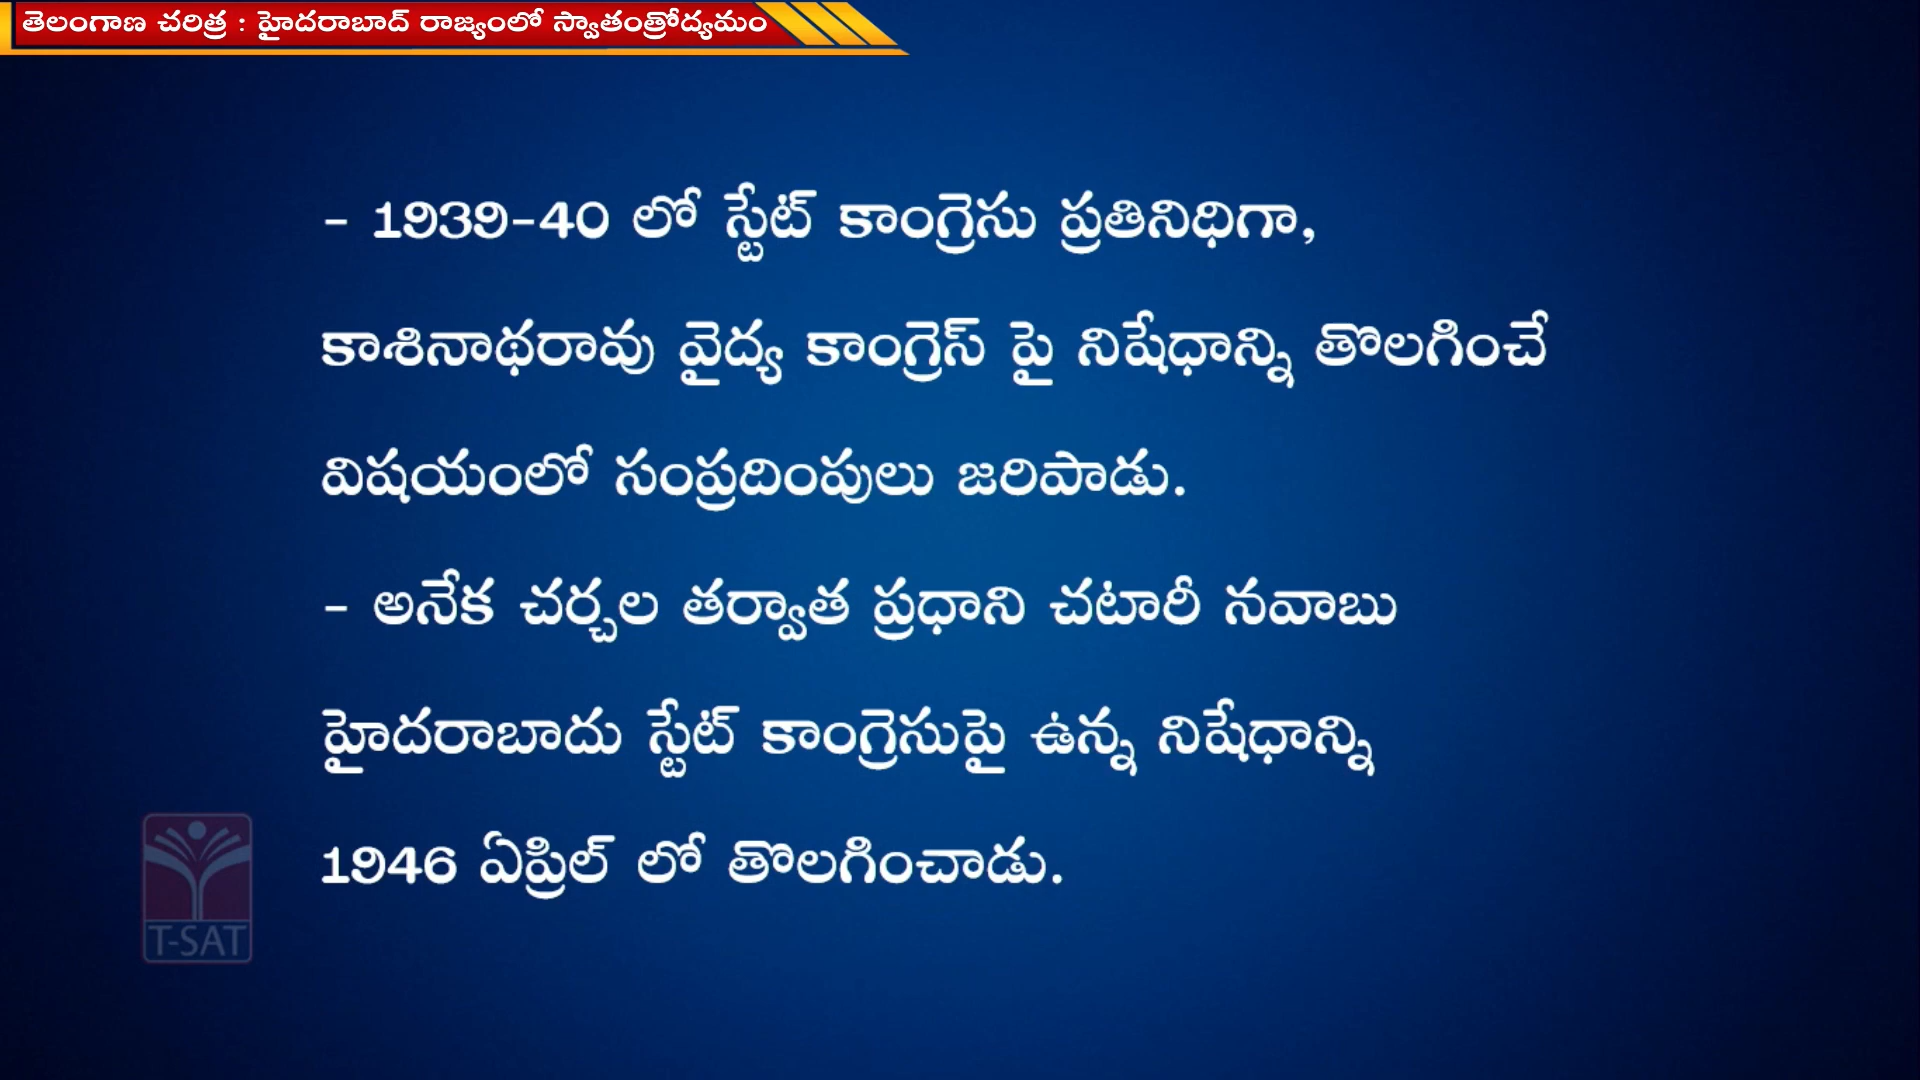 తెలంగాణ చరిత్ర : హైదరాబాద్ రాజ్యంలో స్వాతంత్రోద్యమం
- 1939-40 లో స్టేట్ కాంగ్రెసు ప్రతినిధిగా,
కాశినాథరావు వైద్య కాంగ్రెస్ పై నిషేధాన్ని తొలగించే
విషయంలో సంప్రదింపులు జరిపాడు.
- అనేక చర్చల తర్వాత ప్రధాని చటారీ నవాబు
హైదరాబాదు స్టేట్ కాంగ్రెసుపై ఉన్న నిషేధాన్ని
1946 ఏప్రిల్ లో తొలగించాడు.
T-SAT